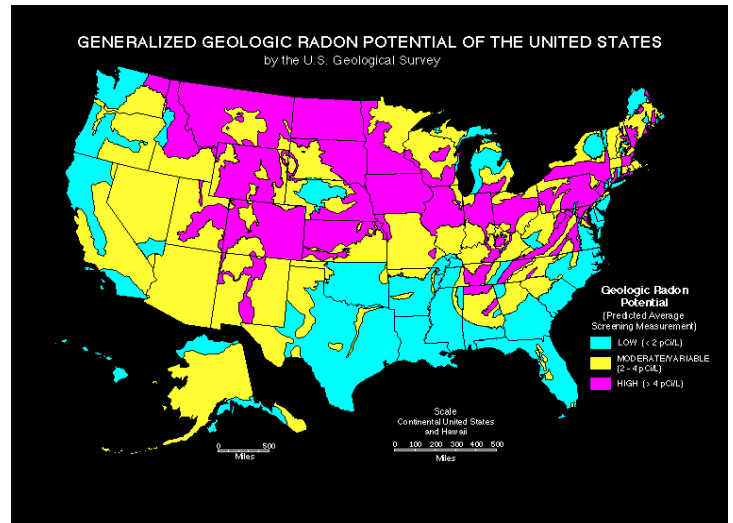 GENERALIZED GEOLOGIC RADON POTENTIAL OF THE UNITED STATES
by the U.S. Geological Survey
Geologic Radon
Potential
(Predicted Average
Screening Measurement)
LOW (< 2 pCi/L)
MODERATE/VARIABLE
(2 - 4 pCi/L)
HIGH (> 4 pCi/L)
Scale
Continental United States
and Hawaii
0 500
Miles
0 100 200 300 400 500
Miles